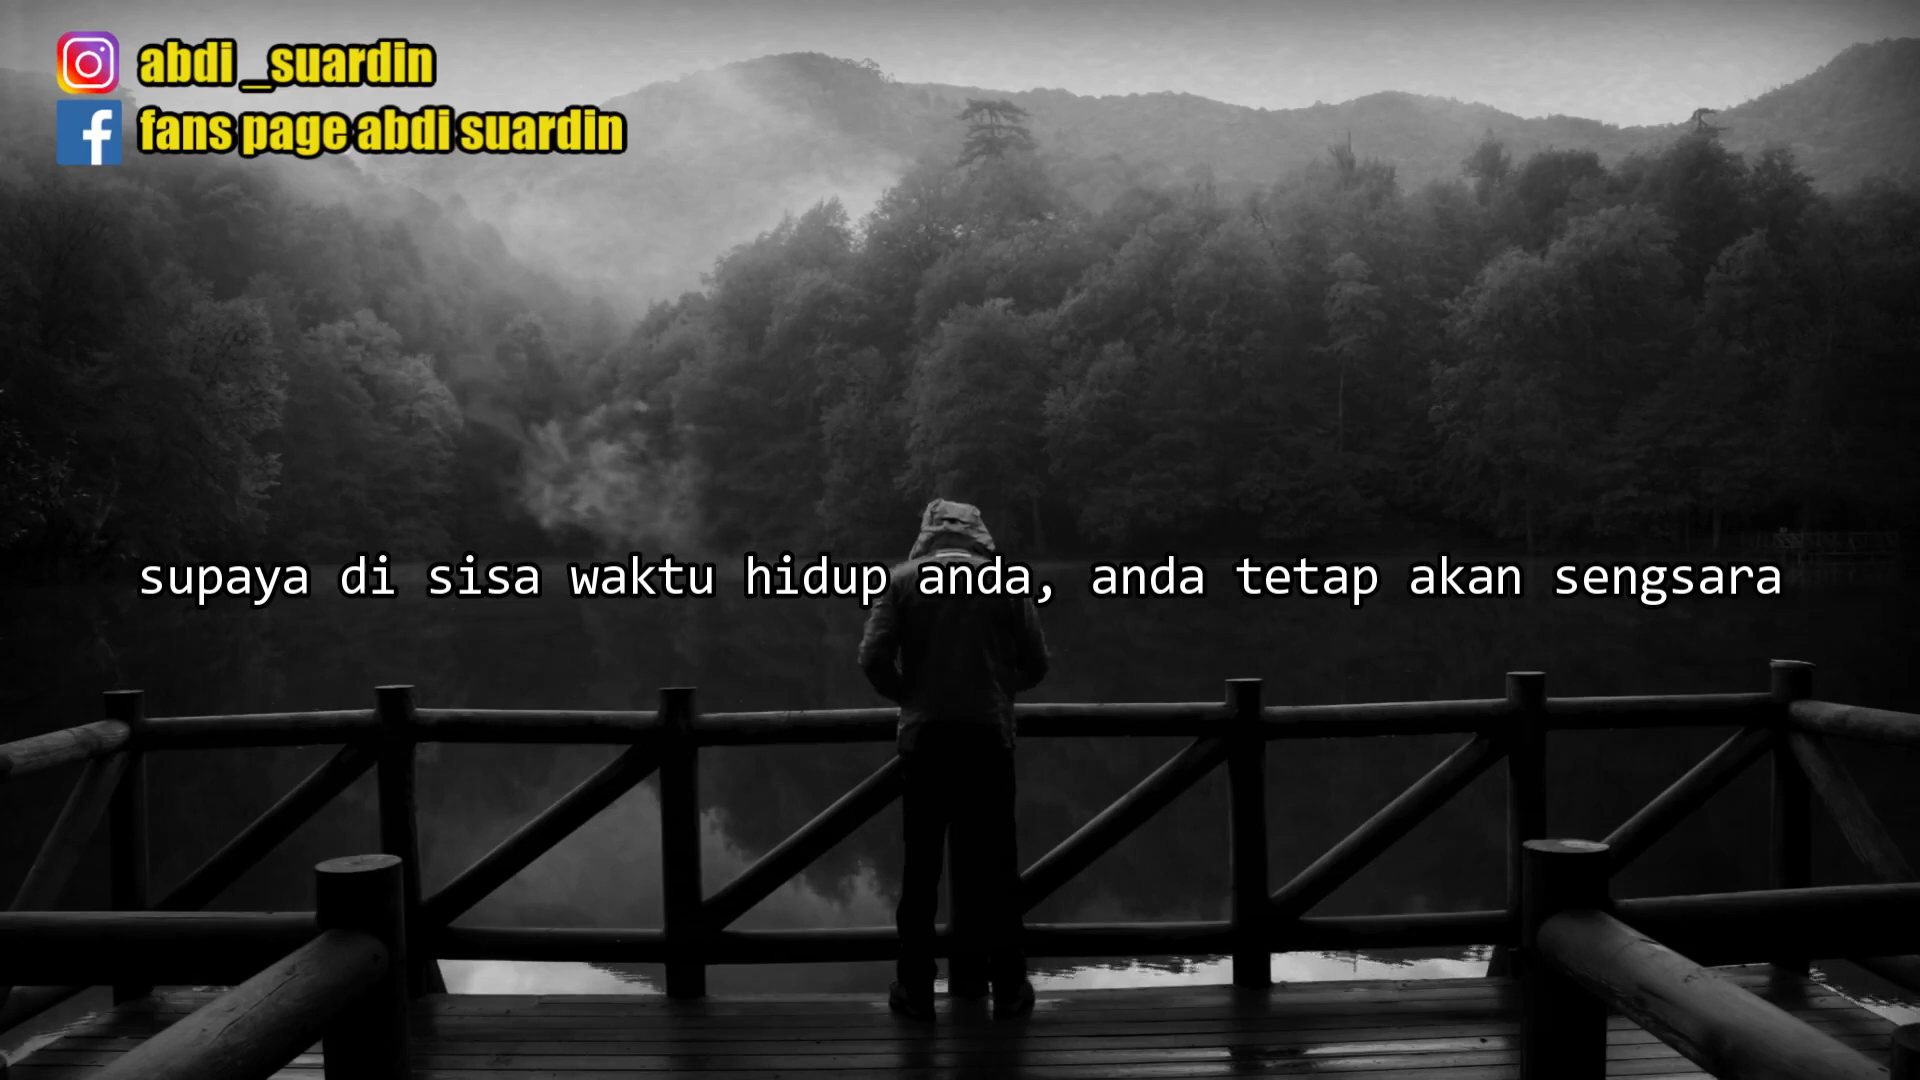 abdi_suardin
fans page abdi suardin
supaya di sisa waktu hidup anda, anda tetap akan sengsara